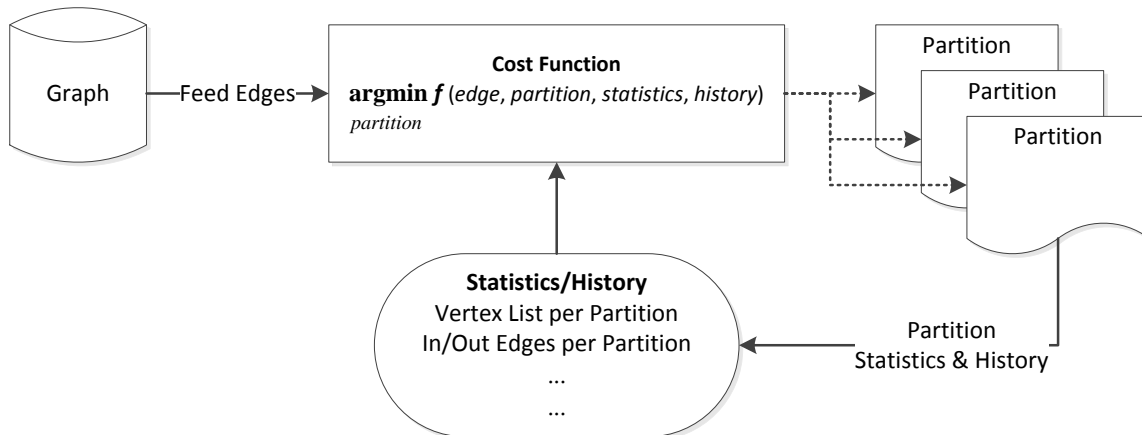 Graph
Feed Edges
Cost Function
argmin f (edge, partition, statistics, history)
partition
Partition
Partition
Partition
Statistics/History
Vertex List per Partition
In/Out Edges per Partition
...
...
Partition
Statistics & History